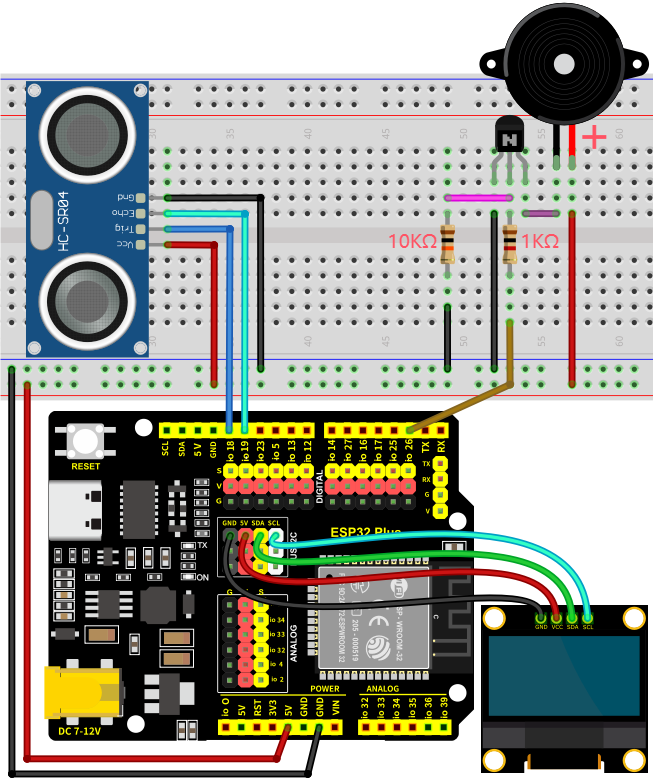 50
55
60
35
HC-SR04
Gnd
Echo
Trig
Vcc
N
+
10KΩ
1KΩ
30
35
40
45
50
55
60
RESET
SCL
SDA
5V
GND
io 18
io 19
io 23
io 5
io 13
io 12
io 14
io 27
io 16
io 17
io 25
io 26
TX
RX
S
V
G
DIGITAL
TX
RX
G
V
GND 5V SDA SCL
ESP32 Plus
TX
ON
G
S
io 34
io 33
io 32
io 4
io 2
ANALOG
ESP-WROOM-32
205-000519
CE
C
GND VCC SDA SCL
DC 7-12V
POWER
ANALOG
io 0
5V
RST
3V3
5V
GND
GND
VIN
io 32
io 33
io 34
io 35
io 36
io 39